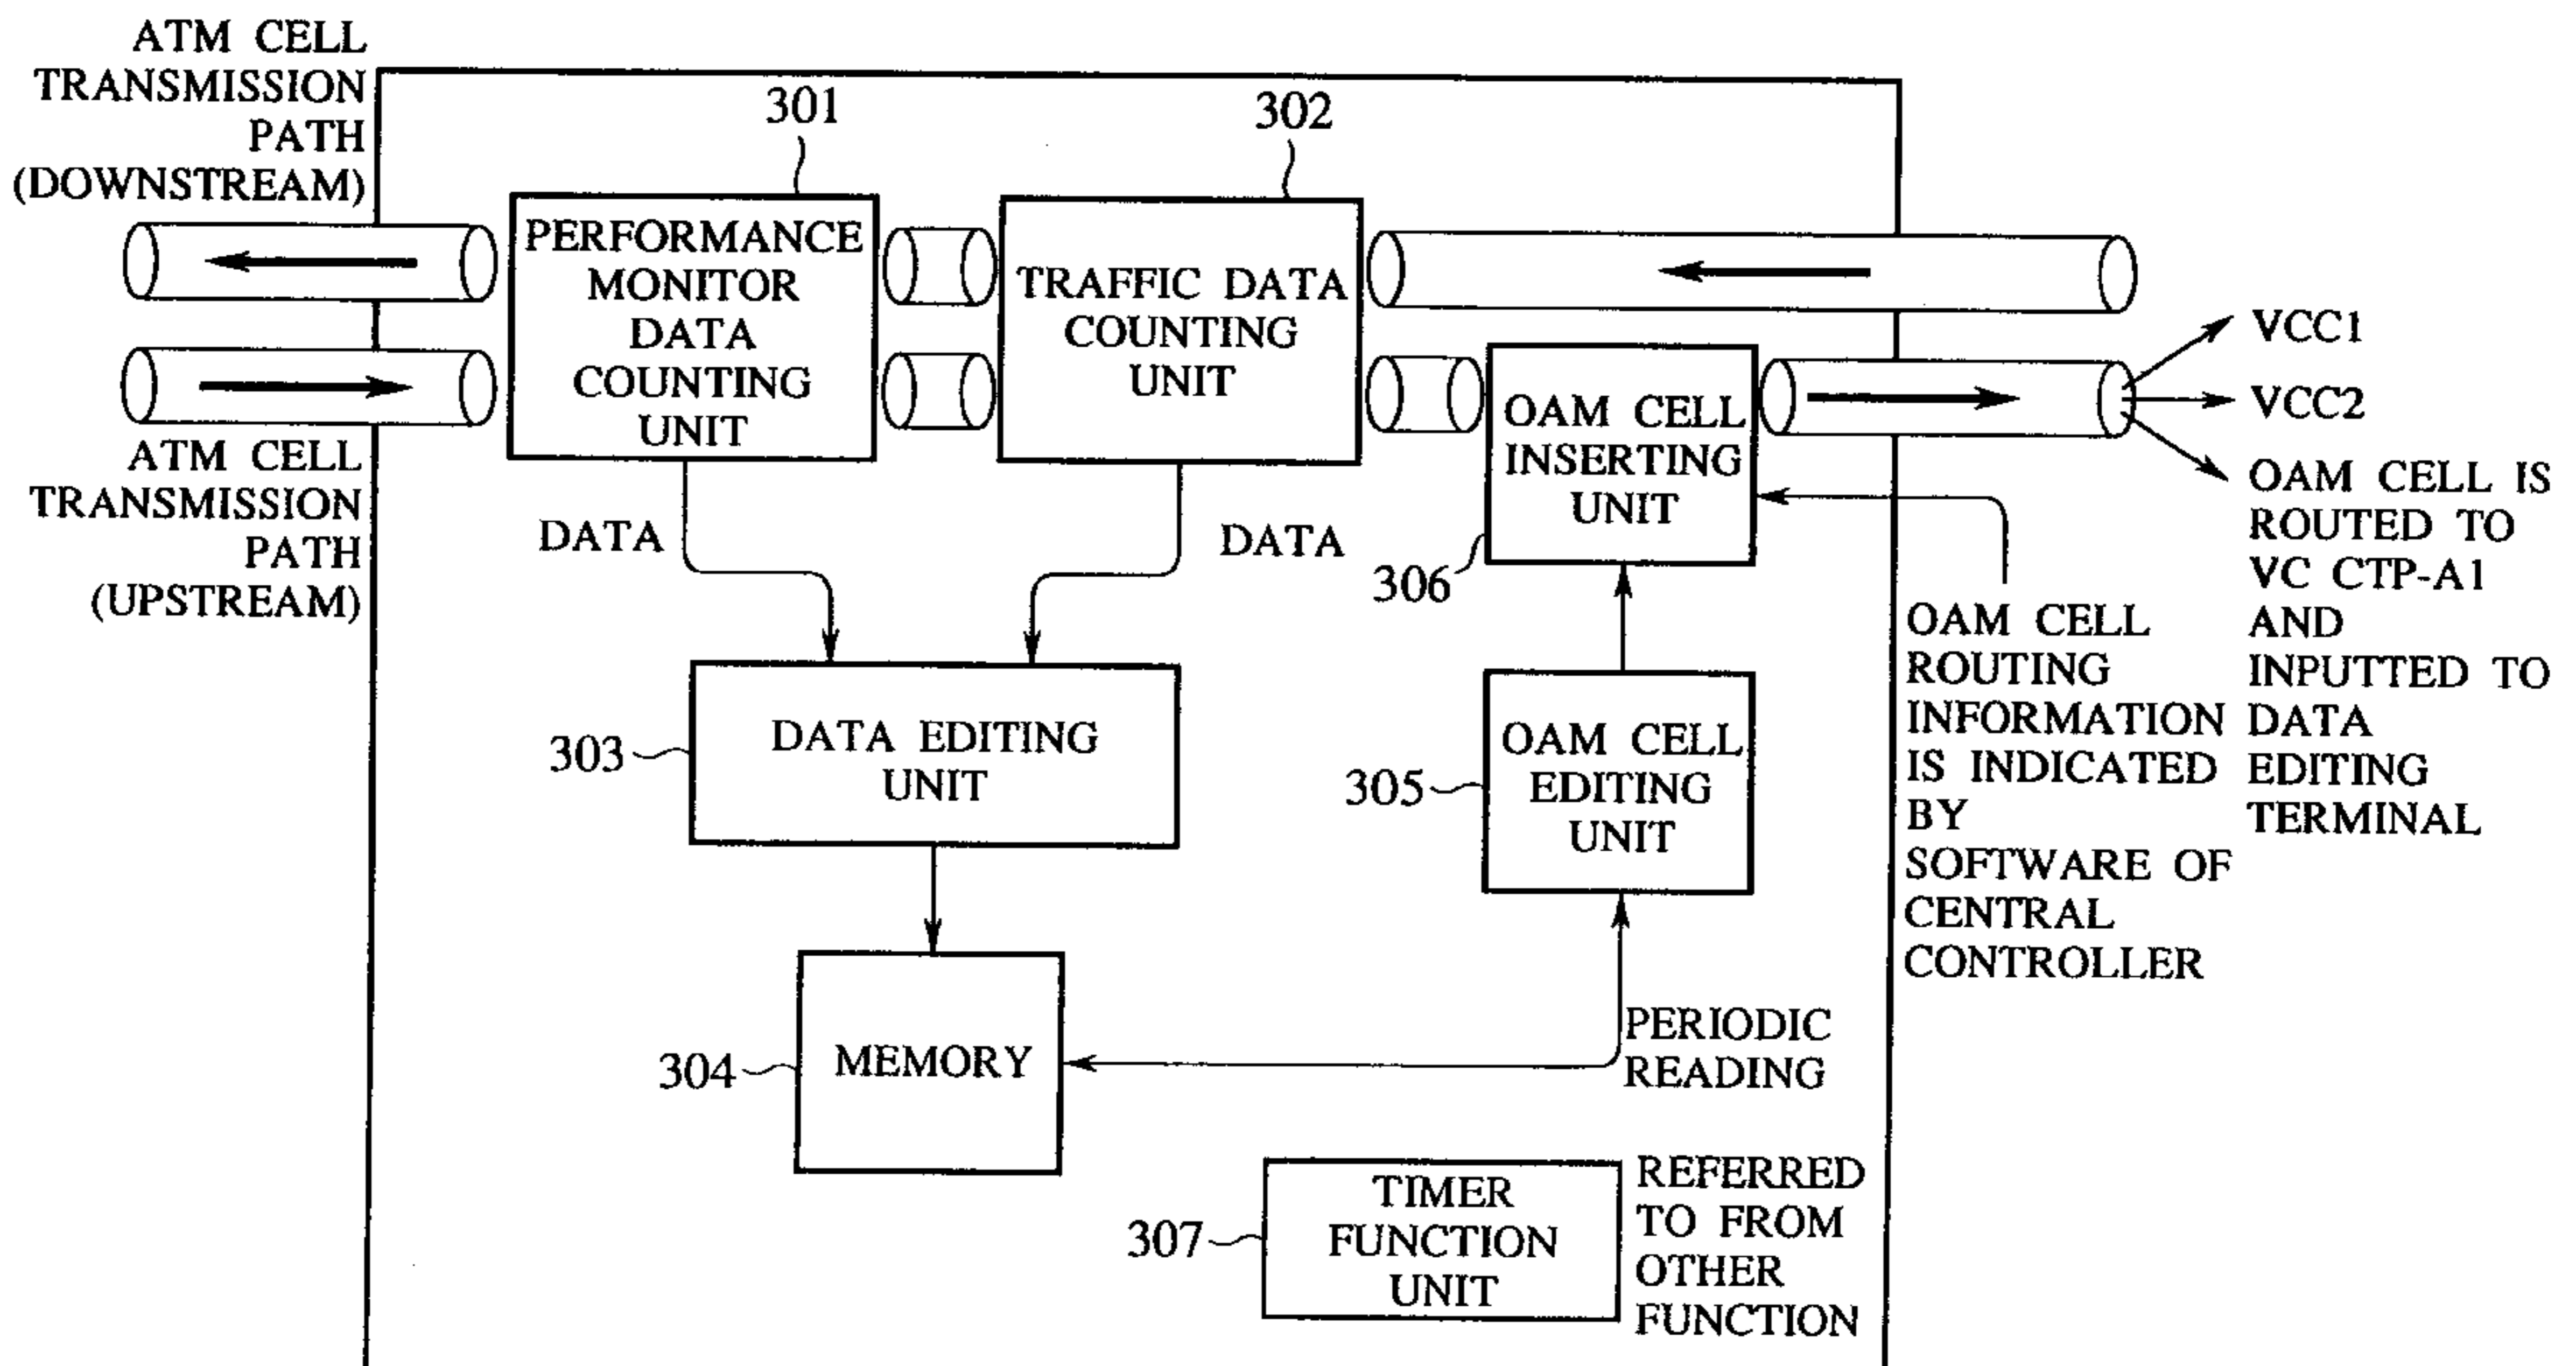 ATM CELL
TRANSMISSION
PATH
(DOWNSTREAM)
301
302
PERFORMANCE
MONITOR
DATA
COUNTING
UNIT
TRAFFIC DATA
COUNTING
UNIT
ATM CELL
TRANSMISSION
PATH
(UPSTREAM)
DATA
DATA
OAM CELL
INSERTING
UNIT
306
VCC1
VCC2
OAM CELL IS
ROUTED TO
VC CTP-A1
AND
INPUTTED TO
DATA
EDITING
TERMINAL
OAM CELL
ROUTING
INFORMATION
IS INDICATED
BY
SOFTWARE OF
CENTRAL
CONTROLLER
303
DATA EDITING
UNIT
305
OAM CELL
EDITING
UNIT
304
MEMORY
PERIODIC
READING
307
TIMER
FUNCTION
UNIT
REFERRED
TO FROM
OTHER
FUNCTION